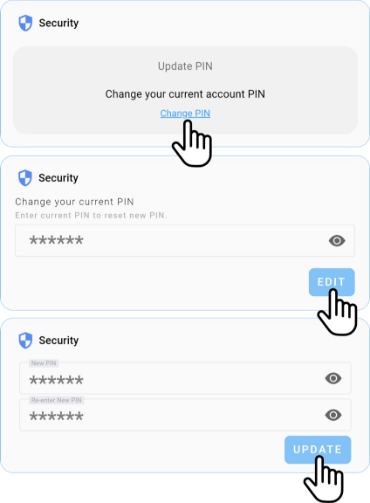 Security
Update PIN
Change your current account PIN
Change PIN
Security
Change your current PIN
Enter current PIN to reset new PIN.
******
EDIT
Security
New PIN
******
Re-enter New PIN
******
UPDATE